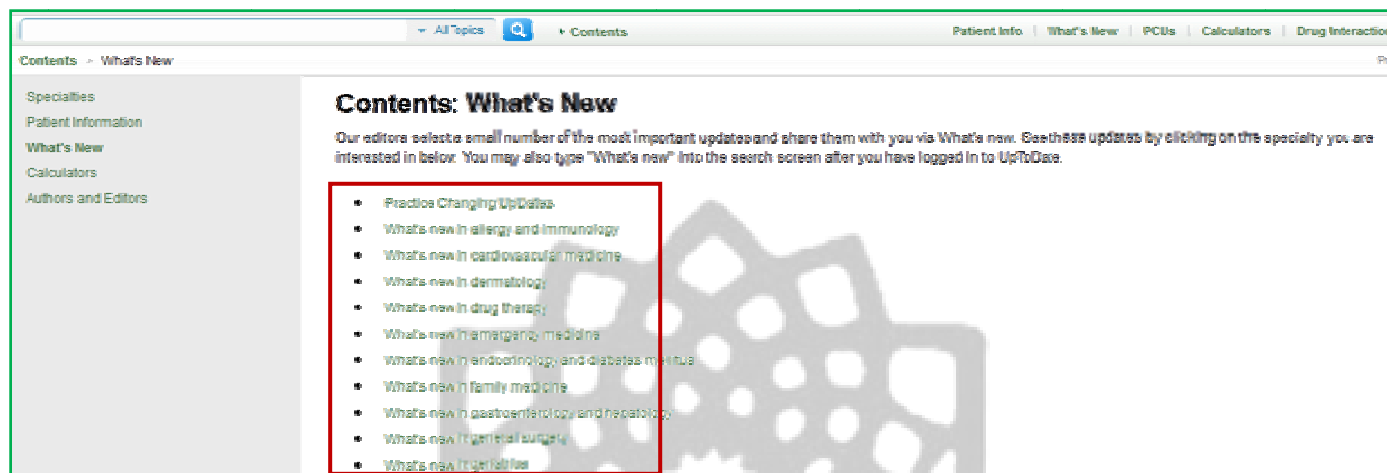 All Topics
Contents
Patient Info | What's New | PCUs | Calculators | Drug Interaction
Contents > What's New
Specialties
Patient Information
What's New
Calculators
Authors and Editors
Contents: What's New
Our editors select a small number of the most important updates and share them with you via What's new. See these updates by clicking on the specialty you are
interested in below. You may also type "What's new" into the search screen after you have logged in to UpToDate.
Practice Changing UpDates
What's new in allergy and immunology
What's new in cardiovascular medicine
What's new in dermatology
What's new in drug therapy
What's new in emergency medicine
What's new in endocrinology and diabetes mellitus
What's new in family medicine
What's new in gastroenterology and hepatology
What's new in general surgery
What's new in geriatrics